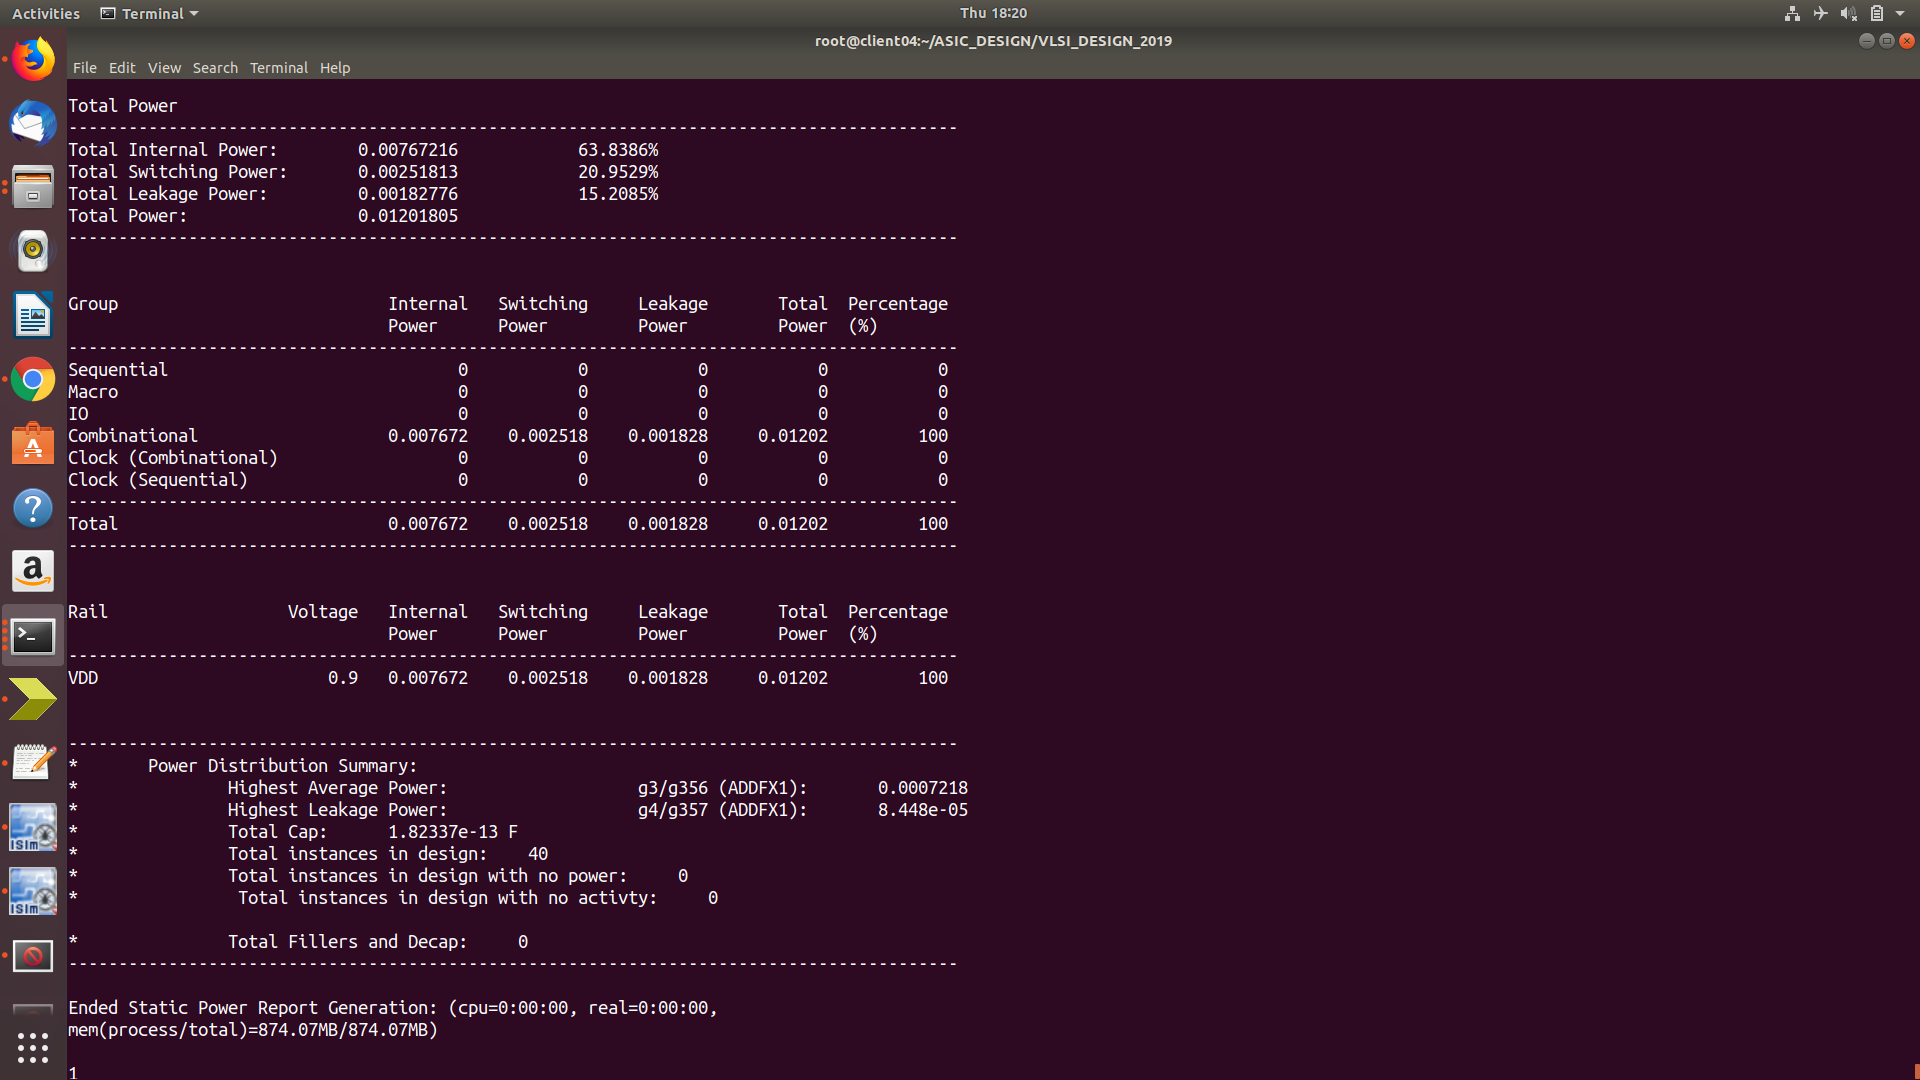 Activities Terminal Thu 18:20
root@client04:~/ASIC_DESIGN/VLSI_DESIGN_2019
File Edit View Search Terminal Help
Total Power
-----------------------------------------------------------------------------------------
Total Internal Power: 0.00767216 63.8386%
Total Switching Power: 0.00251813 20.9529%
Total Leakage Power: 0.00182776 15.2085%
Total Power: 0.01201805
-----------------------------------------------------------------------------------------
Group Internal Switching Leakage Total Percentage
Power Power Power Power (%)
-----------------------------------------------------------------------------------------
Sequential 0 0 0 0 0
Macro 0 0 0 0 0
IO 0 0 0 0 0
Combinational 0.007672 0.002518 0.001828 0.01202 100
Clock (Combinational) 0 0 0 0 0
Clock (Sequential) 0 0 0 0 0
-----------------------------------------------------------------------------------------
Total 0.007672 0.002518 0.001828 0.01202 100
-----------------------------------------------------------------------------------------
Rail Voltage Internal Switching Leakage Total Percentage
Power Power Power Power (%)
-----------------------------------------------------------------------------------------
VDD 0.9 0.007672 0.002518 0.001828 0.01202 100
-----------------------------------------------------------------------------------------
* Power Distribution Summary:
* Highest Average Power: g3/g356 (ADDFX1): 0.0007218
* Highest Leakage Power: g4/g357 (ADDFX1): 8.448e-05
* Total Cap: 1.82337e-13 F
* Total instances in design: 40
* Total instances in design with no power: 0
* Total instances in design with no activty: 0
* Total Fillers and Decap: 0
-----------------------------------------------------------------------------------------
Ended Static Power Report Generation: (cpu=0:00:00, real=0:00:00,
mem(process/total)=874.07MB/874.07MB)
1
ISim
ISim